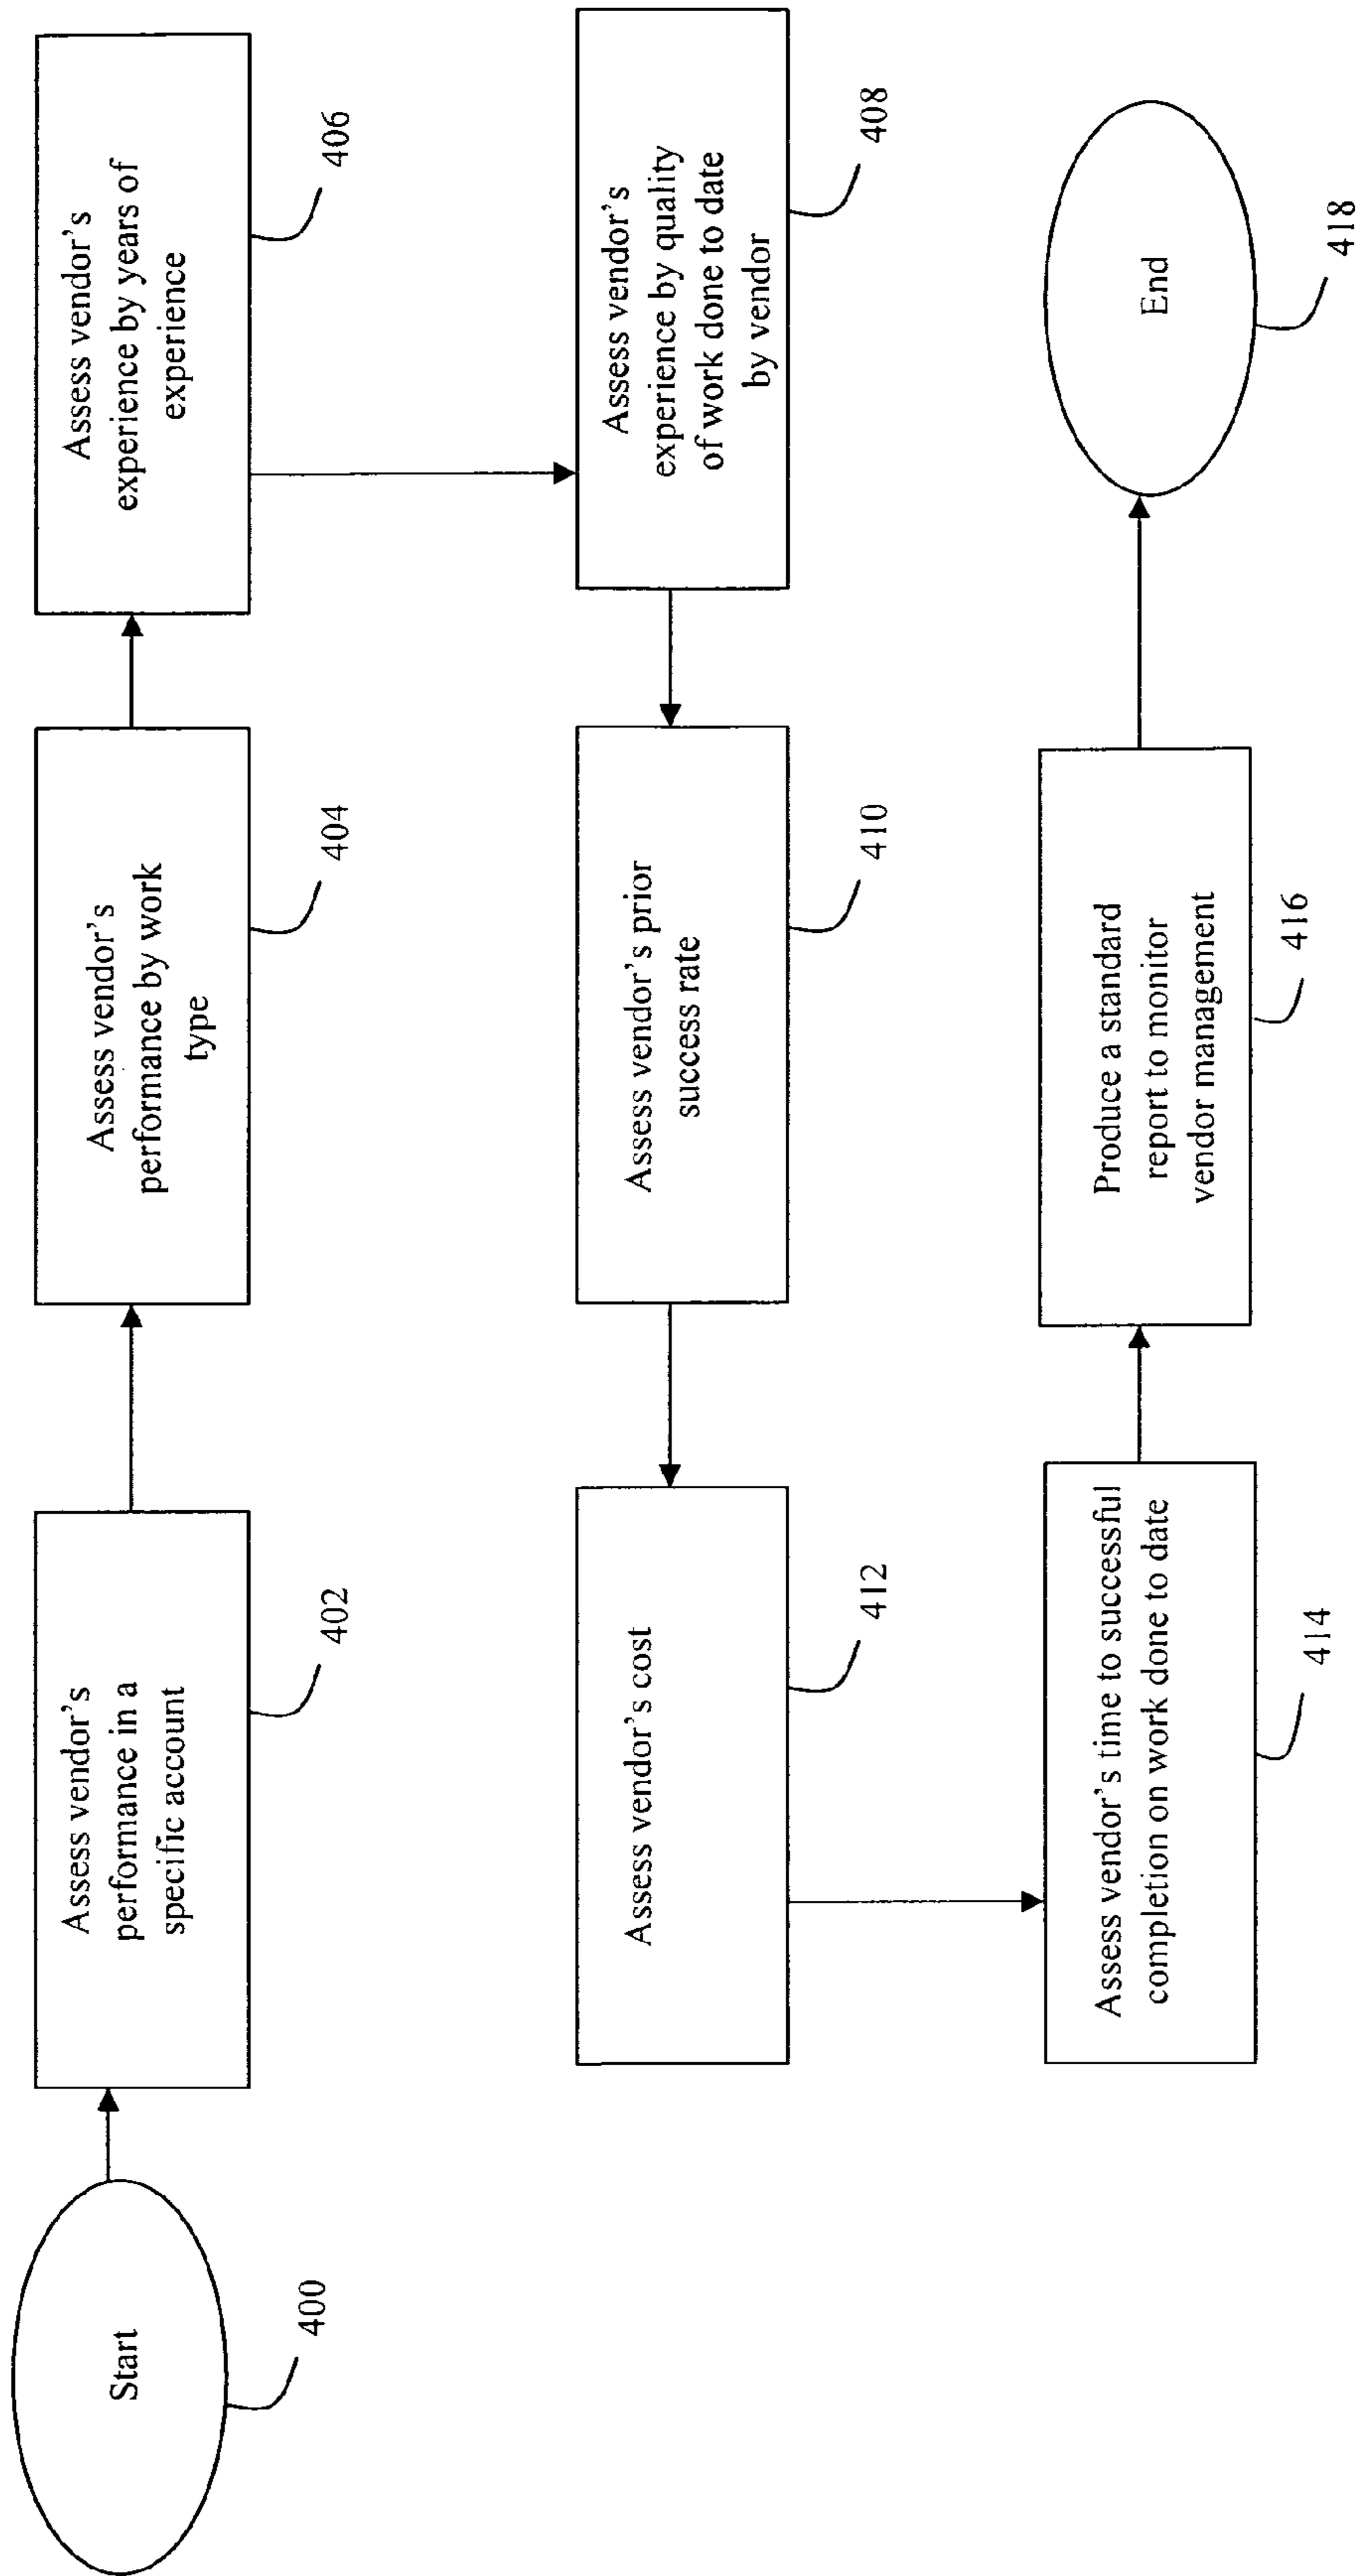 Start
400
Assess vendor's
performance in a
specific account
402
Assess vendor's
performance by work
type
404
Assess vendor's
experience by years of
experience
406
Assess vendor's
experience by quality
of work done to date
by vendor
408
Assess vendor's prior
success rate
410
Assess vendor's cost
412
Assess vendor's time to successful
completion on work done to date
414
Produce a standard
report to monitor
vendor management
416
End
418